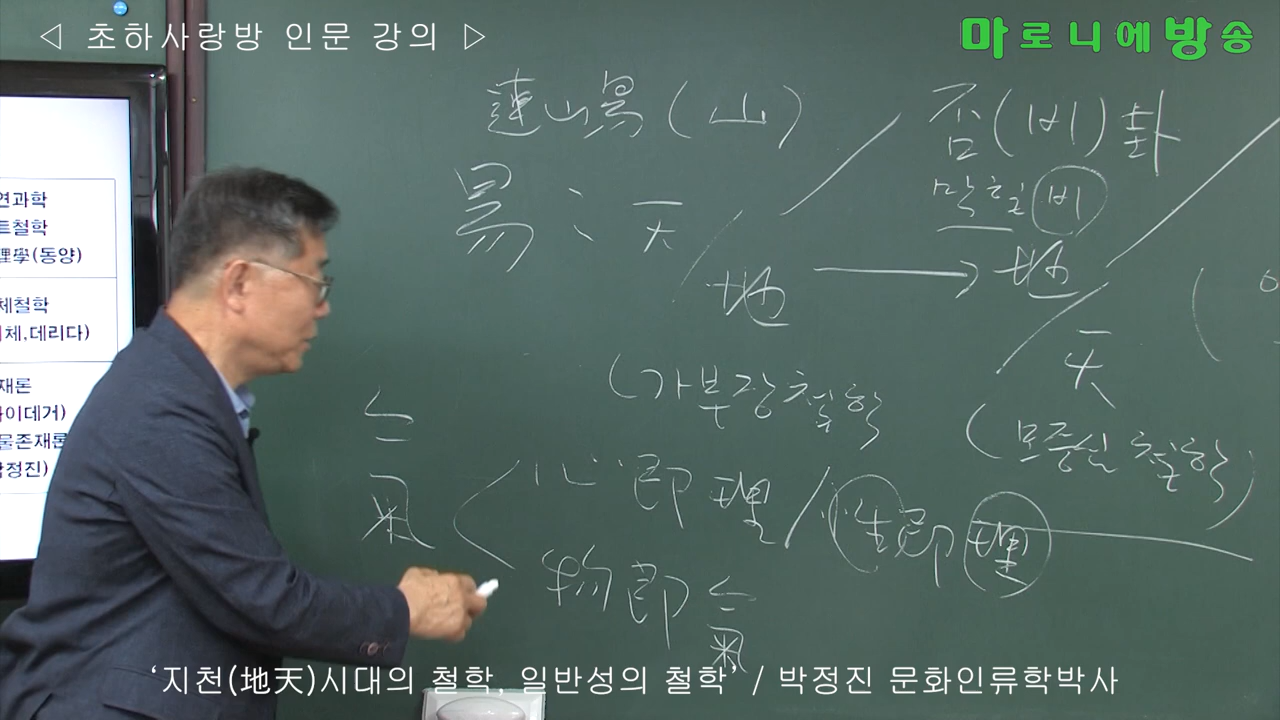 ◁ 초하사랑방 인문 강의 ▷
마로니에방송
連山易(山)
否(비)卦
막힐 비
易 : 天
地 → 地
天
(가부장철학
(모중심 철학)
心卽理 / 性卽理
氣
物卽氣
연과학
트철학
理學(동양)
체철학
체,데리다)
재론
이데거)
물존재론
박정진)
‘지천(地天)시대의 철학, 일반성의 철학’ / 박정진 문화인류학박사